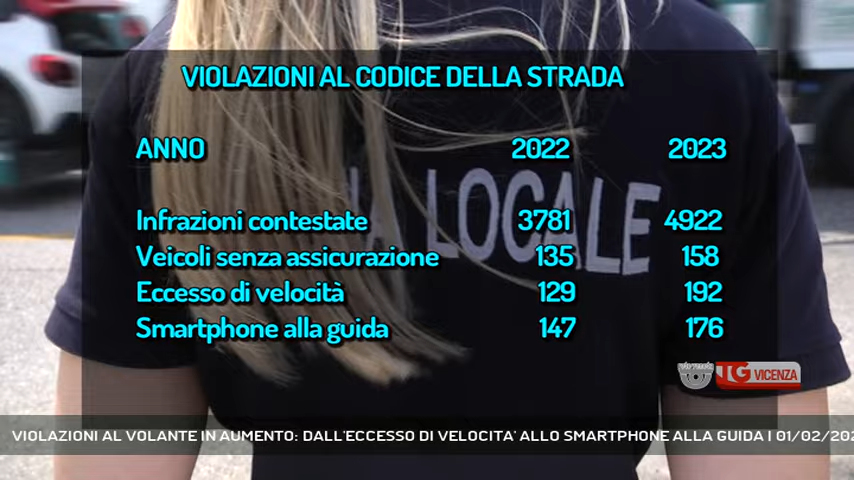 VIOLAZIONI AL CODICE DELLA STRADA
ANNO 2022 2023
LOCALE
Infrazioni contestate 3781 4922
Veicoli senza assicurazione 135 158
Eccesso di velocità 129 192
Smartphone alla guida 147 176
TG VICENZA
VIOLAZIONI AL VOLANTE IN AUMENTO: DALL'ECCESSO DI VELOCITA' ALLO SMARTPHONE ALLA GUIDA | 01/02/202